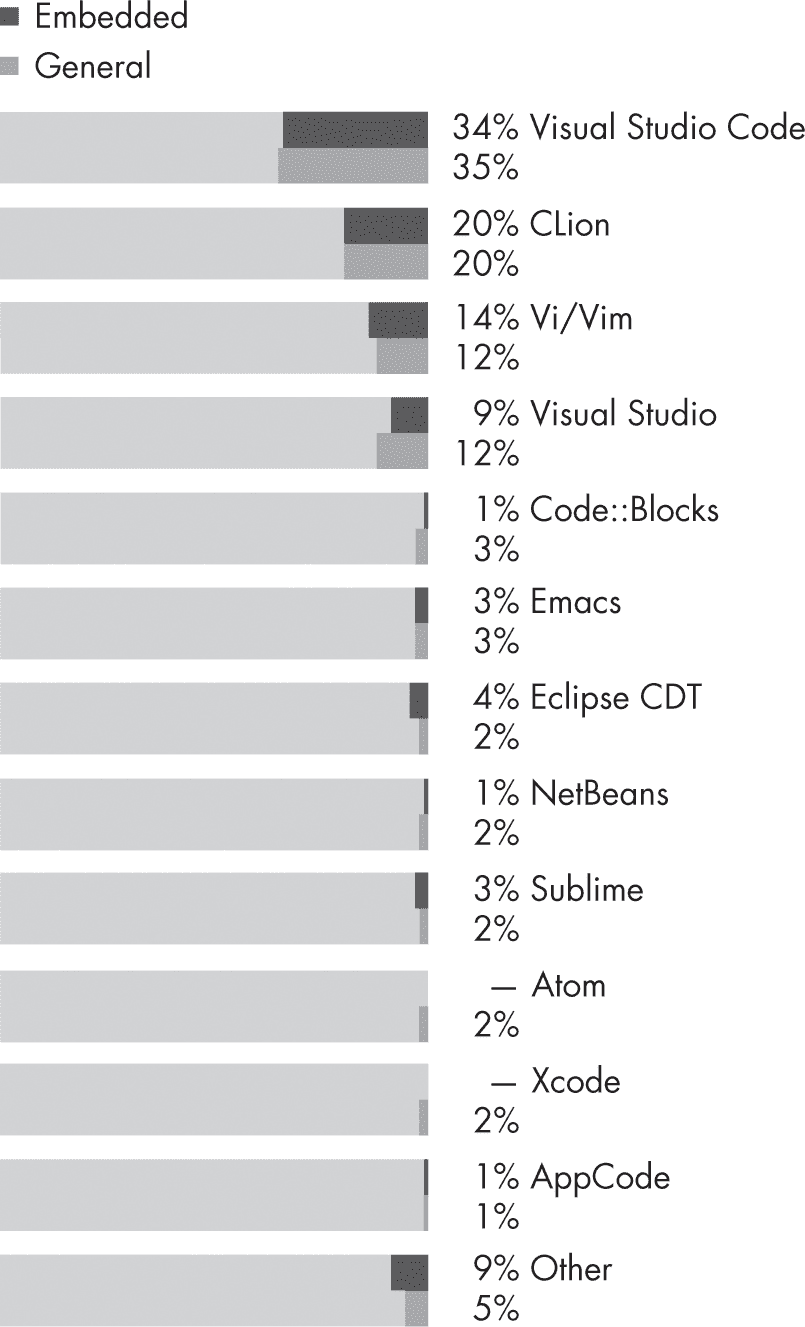 Embedded
General
34% Visual Studio Code
35%
20% CLion
20%
14% Vi/Vim
12%
9% Visual Studio
12%
1% Code::Blocks
3%
3% Emacs
3%
4% Eclipse CDT
2%
1% NetBeans
2%
3% Sublime
2%
— Atom
2%
— Xcode
2%
1% AppCode
1%
9% Other
5%